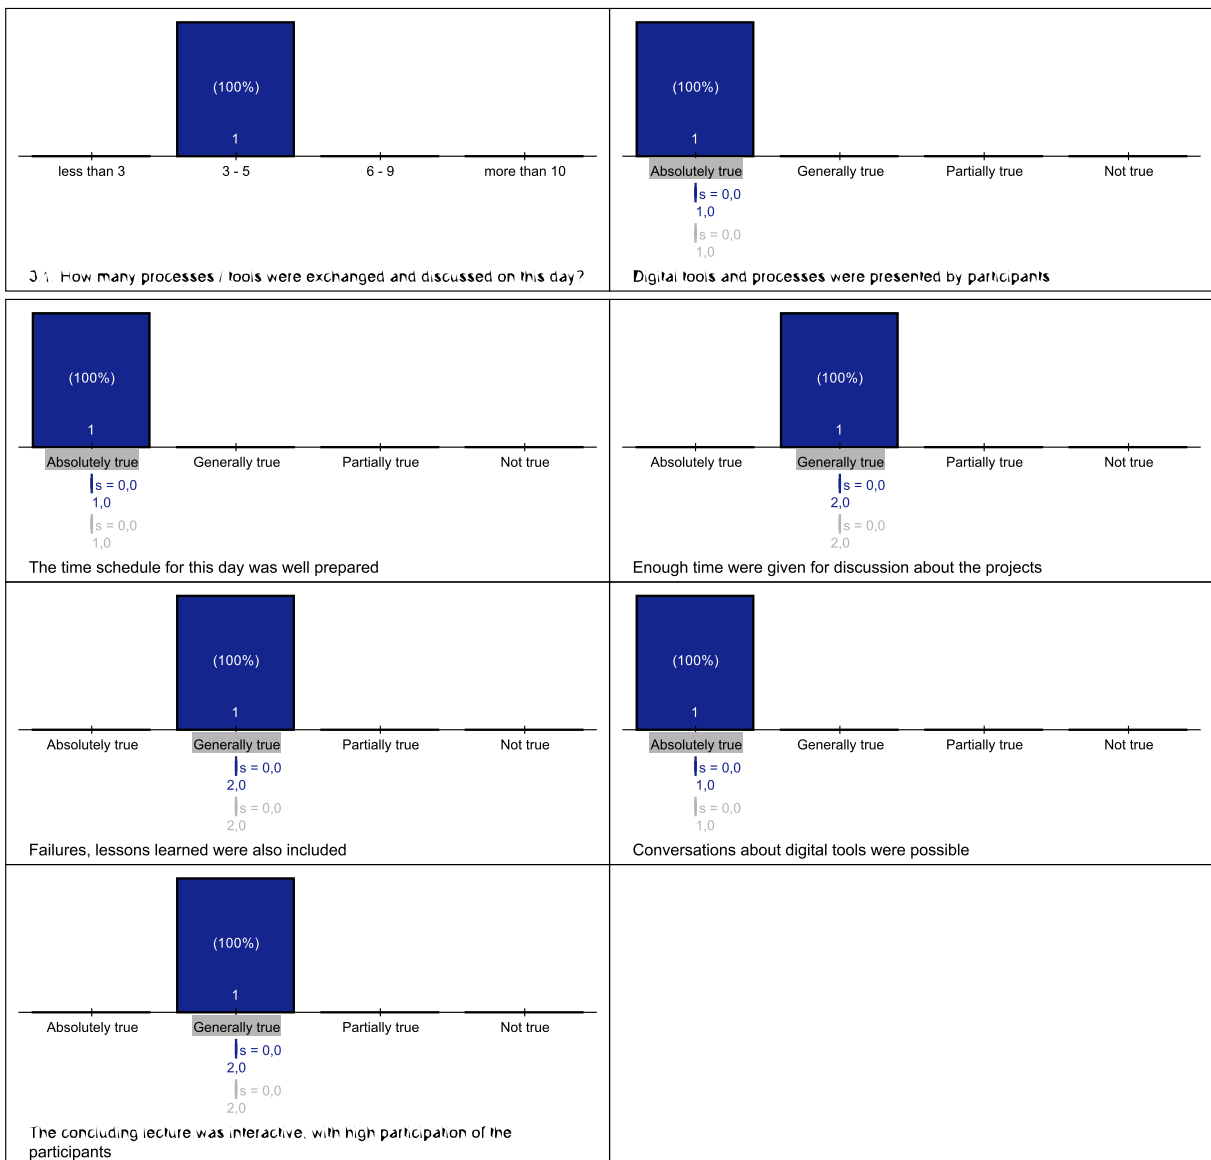 (100%)
1
less than 3
3 - 5
6 - 9
more than 10
3.1. How many processes / tools were exchanged and discussed on this day?
(100%)
1
Absolutely true
Generally true
Partially true
Not true
s = 0,0
1,0
s = 0,0
1,0
Digital tools and processes were presented by participants
(100%)
1
Absolutely true
Generally true
Partially true
Not true
s = 0,0
1,0
s = 0,0
1,0
The time schedule for this day was well prepared
(100%)
1
Absolutely true
Generally true
Partially true
Not true
s = 0,0
2,0
s = 0,0
2,0
Enough time were given for discussion about the projects
(100%)
1
Absolutely true
Generally true
Partially true
Not true
s = 0,0
2,0
s = 0,0
2,0
Failures, lessons learned were also included
(100%)
1
Absolutely true
Generally true
Partially true
Not true
s = 0,0
1,0
s = 0,0
1,0
Conversations about digital tools were possible
(100%)
1
Absolutely true
Generally true
Partially true
Not true
s = 0,0
2,0
s = 0,0
2,0
The concluding lecture was interactive, with high participation of the
participants